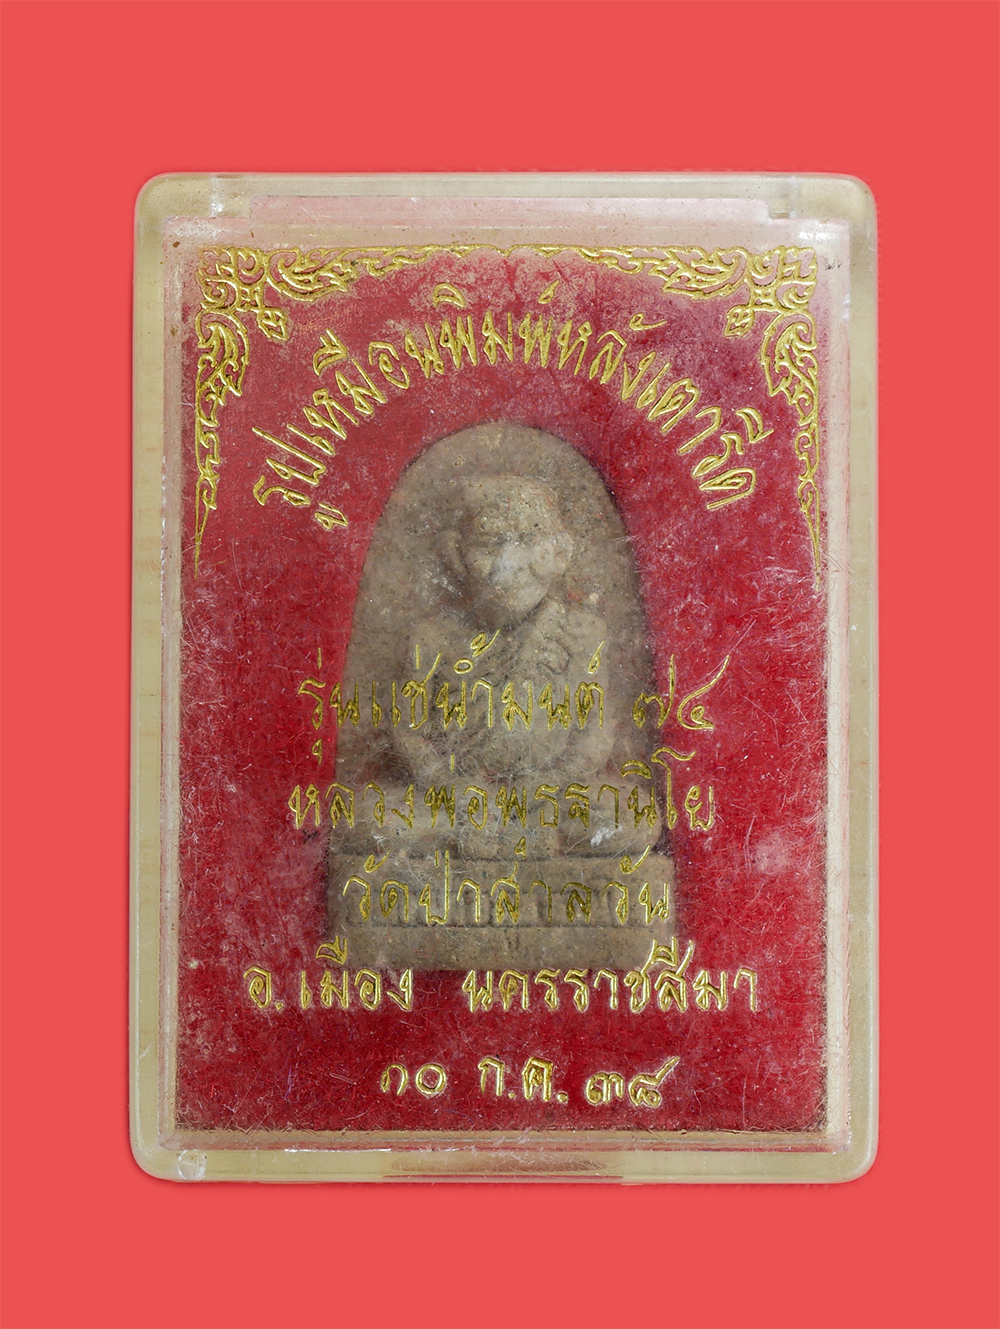 รูปเหมือนพิมพ์หลังเตารีด
รุ่นแช่น้ำมนต์ ๗๔
หลวงพ่อพุธฐานิโย
วัดป่าสาลวัน
อ.เมือง นครราชสีมา
๑๐ ก.ค. ๓๘